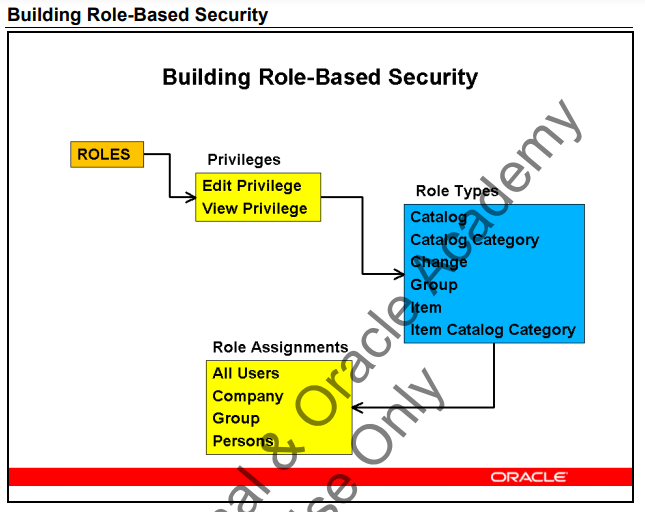 Building Role-Based Security
Building Role-Based Security
ROLES
Privileges
Edit Privilege
View Privilege
Role Types
Catalog
Catalog Category
Change
Group
Item
Item Catalog Category
Role Assignments
All Users
Company
Group
Persons
al & Oracle Academy
se Only
ORACLE